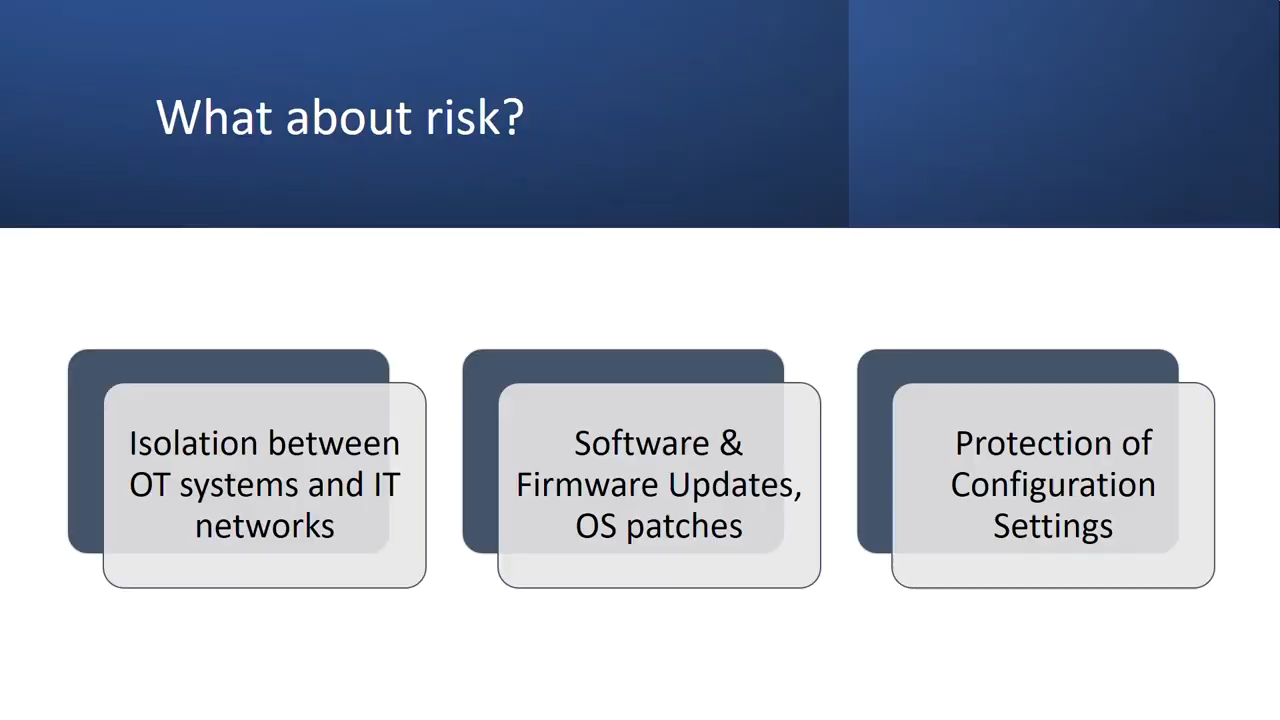 What about risk?
Isolation between
OT systems and IT
networks
Software &
Firmware Updates,
OS patches
Protection of
Configuration
Settings